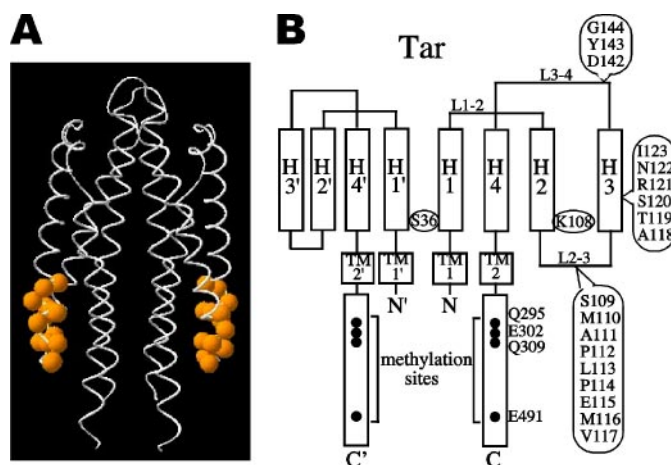 A
B
Tar
G144
Y143
D142
L3-4
L1-2
H
3'
H
2'
H
4'
H
1'
H
1
H
4
H
2
H
3
I123
N122
R121
S120
T119
A118
S36
K108
L2-3
TM
2'
TM
1'
TM
1
TM
2
N'
N
S109
M110
A111
P112
L113
P114
E115
M116
V117
Q295
E302
Q309
methylation
sites
E491
C'
C